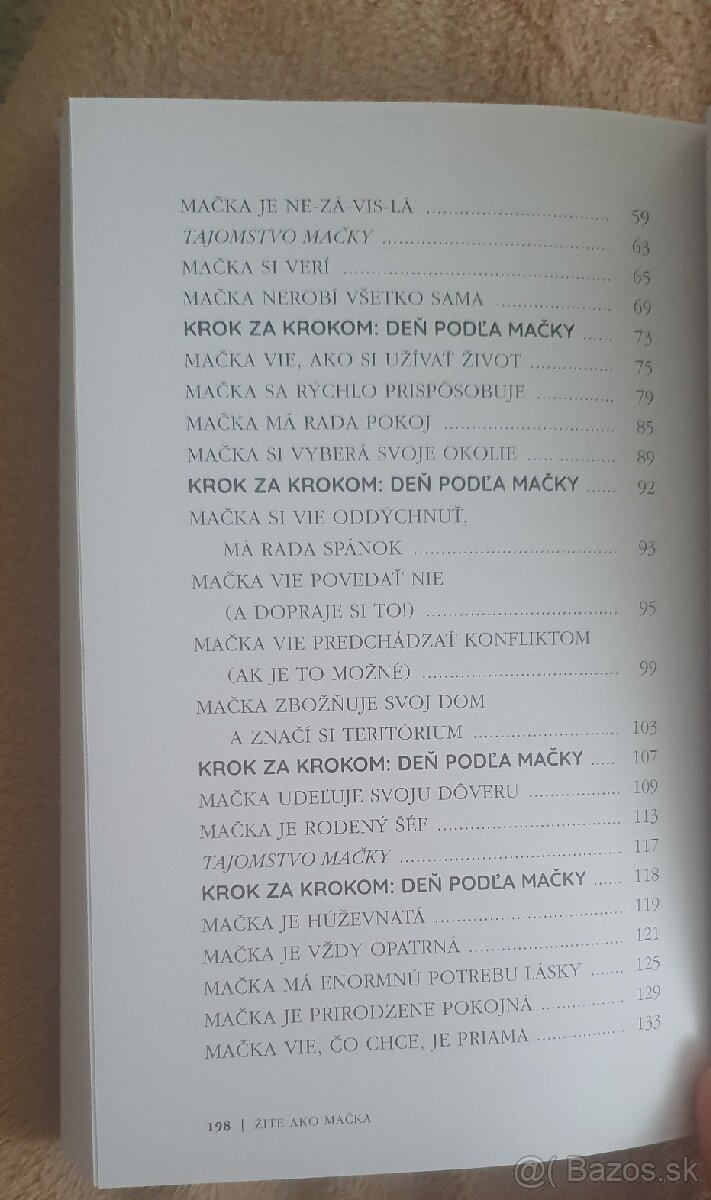 MAČKA JE NE-ZÁ-VIS-LÁ 59
TAJOMSTVO MAČKY 63
MAČKA SI VERÍ 65
MAČKA NEROBÍ VŠETKO SAMA 69
KROK ZA KROKOM: DEŇ PODĽA MAČKY 73
MAČKA VIE, AKO SI UŽÍVAŤ ŽIVOT 75
MAČKA SA RÝCHLO PRISPÔSOBUJE 79
MAČKA MÁ RADA POKOJ 85
MAČKA SI VYBERÁ SVOJE OKOLIE 89
KROK ZA KROKOM: DEŇ PODĽA MAČKY 92
MAČKA SI VIE ODDÝCHNUŤ,
MÁ RADA SPÁNOK 93
MAČKA VIE POVEDAŤ NIE
(A DOPRAJE SI TO!) 95
MAČKA VIE PREDCHÁDZAŤ KONFLIKTOM
(AK JE TO MOŽNÉ) 99
MAČKA ZBOŽŇUJE SVOJ DOM
A ZNAČÍ SI TERITÓRIUM 103
KROK ZA KROKOM: DEŇ PODĽA MAČKY 107
MAČKA UDEĽUJE SVOJU DÔVERU 109
MAČKA JE RODENÝ ŠÉF 113
TAJOMSTVO MAČKY 117
KROK ZA KROKOM: DEŇ PODĽA MAČKY 118
MAČKA JE HÚŽEVNATÁ 119
MAČKA JE VŽDY OPATRNÁ 121
MAČKA MÁ ENORMNÚ POTREBU LÁSKY 125
MAČKA JE PRIRODZENE POKOJNÁ 129
MAČKA VIE, ČO CHCE, JE PRIAMA 133
198 | ŽITE AKO MAČKA
Bazos.sk